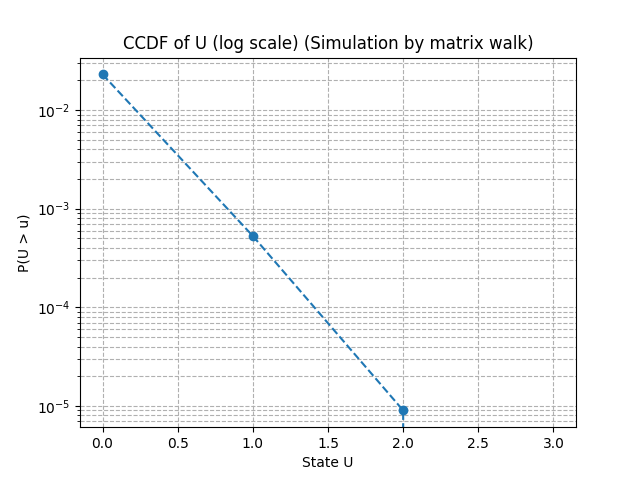 CCDF of U (log scale) (Simulation by matrix walk)
P(U > u)
10⁻²
10⁻³
10⁻⁴
10⁻⁵
0.0 0.5 1.0 1.5 2.0 2.5 3.0
State U